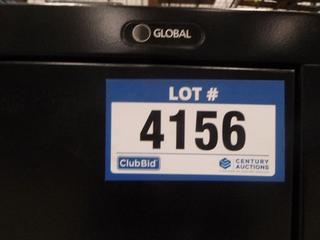 GLOBAL
LOT #
4156
ClubBid
CENTURY
AUCTIONS